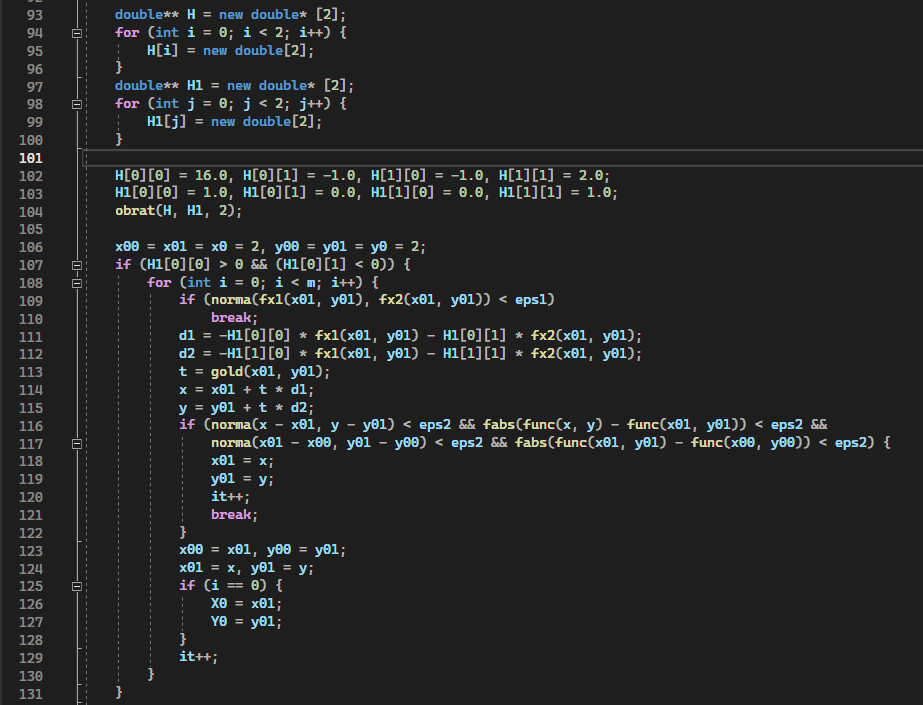 93 double** H = new double* [2];
94 for (int i = 0; i < 2; i++) {
95 H[i] = new double[2];
96 }
97 double** H1 = new double* [2];
98 for (int j = 0; j < 2; j++) {
99 H1[j] = new double[2];
100 }
101
102 H[0][0] = 16.0, H[0][1] = -1.0, H[1][0] = -1.0, H[1][1] = 2.0;
103 H1[0][0] = 1.0, H1[0][1] = 0.0, H1[1][0] = 0.0, H1[1][1] = 1.0;
104 obrat(H, H1, 2);
105
106 x00 = x01 = x0 = 2, y00 = y01 = y0 = 2;
107 if (H1[0][0] > 0 && (H1[0][1] < 0)) {
108 for (int i = 0; i < m; i++) {
109 if (norma(fx1(x01, y01), fx2(x01, y01)) < eps1)
110 break;
111 d1 = -H1[0][0] * fx1(x01, y01) - H1[0][1] * fx2(x01, y01);
112 d2 = -H1[1][0] * fx1(x01, y01) - H1[1][1] * fx2(x01, y01);
113 t = gold(x01, y01);
114 x = x01 + t * d1;
115 y = y01 + t * d2;
116 if (norma(x - x01, y - y01) < eps2 && fabs(func(x, y) - func(x01, y01)) < eps2 &&
117 norma(x01 - x00, y01 - y00) < eps2 && fabs(func(x01, y01) - func(x00, y00)) < eps2) {
118 x01 = x;
119 y01 = y;
120 it++;
121 break;
122 }
123 x00 = x01, y00 = y01;
124 x01 = x, y01 = y;
125 if (i == 0) {
126 X0 = x01;
127 Y0 = y01;
128 }
129 it++;
130 }
131 }